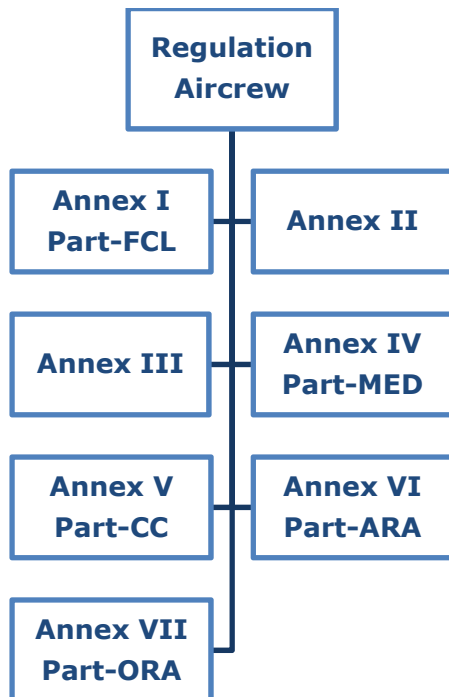 Regulation
Aircrew
Annex I
Part-FCL
Annex II
Annex III
Annex IV
Part-MED
Annex V
Part-CC
Annex VI
Part-ARA
Annex VII
Part-ORA